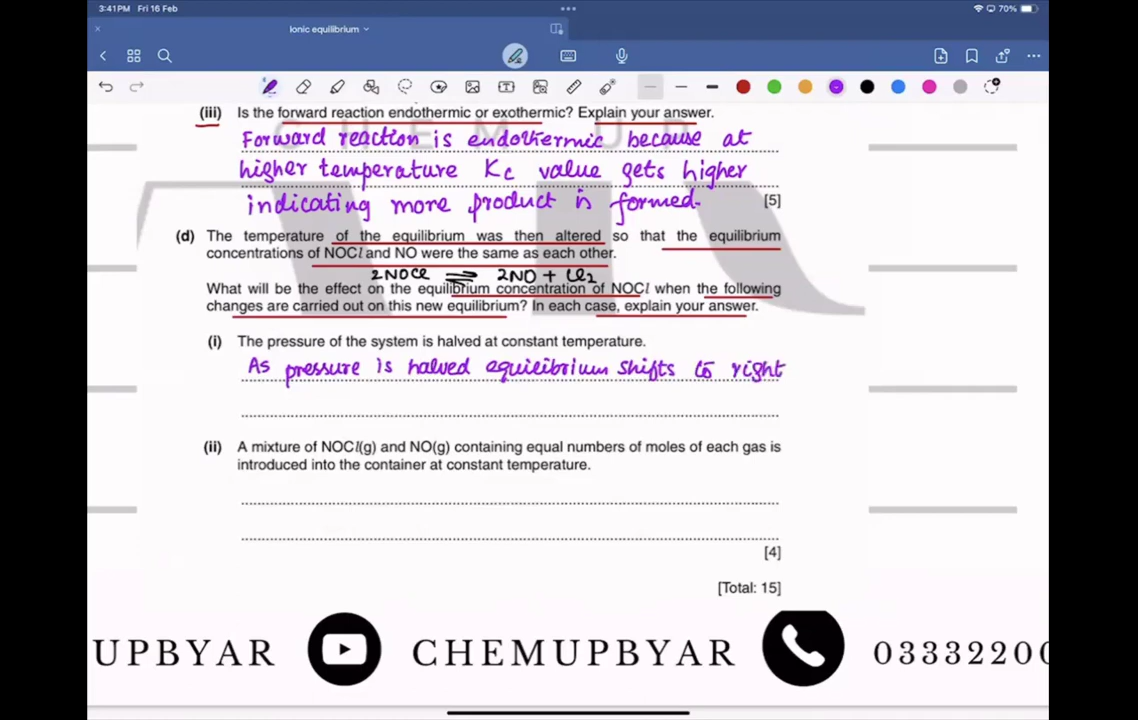 3:41PM Fri 16 Feb
70%
Ionic equilibrium
CHEM UP
(iii) Is the forward reaction endothermic or exothermic? Explain your answer.
Forward reaction is endothermic because at
higher temperature Kc value gets higher
indicating more product is formed.
[5]
(d) The temperature of the equilibrium was then altered so that the equilibrium
concentrations of NOCl and NO were the same as each other.
2NOCl ⇌ 2NO + Cl2
What will be the effect on the equilibrium concentration of NOCl when the following
changes are carried out on this new equilibrium? In each case, explain your answer.
(i) The pressure of the system is halved at constant temperature.
As pressure is halved equilibrium shifts to right
(ii) A mixture of NOCl(g) and NO(g) containing equal numbers of moles of each gas is
introduced into the container at constant temperature.
[4]
[Total: 15]
UPBYAR CHEMUPBYAR 03332200